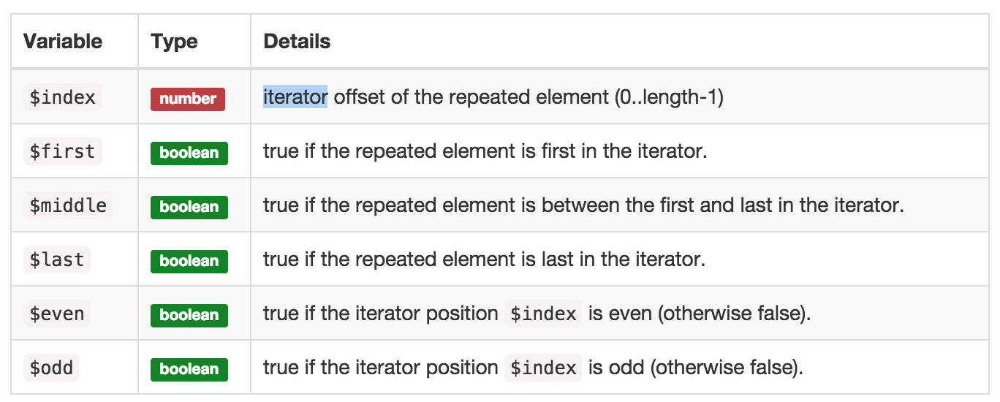 Variable Type Details
$index number iterator offset of the repeated element (0..length-1)
$first boolean true if the repeated element is first in the iterator.
$middle boolean true if the repeated element is between the first and last in the iterator.
$last boolean true if the repeated element is last in the iterator.
$even boolean true if the iterator position $index is even (otherwise false).
$odd boolean true if the iterator position $index is odd (otherwise false).